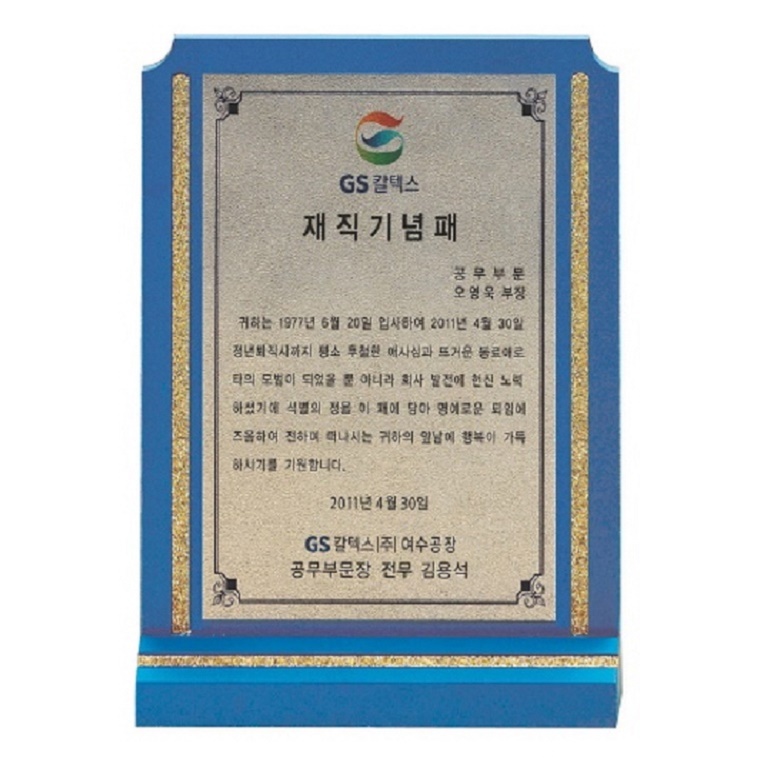 GS 칼텍스
재직기념패
공무부문
오영욱 부장
귀하는 1977년 6월 20일 입사하여 2011년 4월 30일
정년퇴직시까지 평소 투철한 애사심과 뜨거운 동료애로
타의 모범이 되었을 뿐 아니라 회사 발전에 헌신 노력
하셨기에 석별의 정을 이 패에 담아 명예로운 퇴임에
즈음하여 전하며 떠나시는 귀하의 앞날에 행복이 가득
하시기를 기원합니다.
2011년 4월 30일
GS 칼텍스(주) 여수공장
공무부문장 전무 김용석